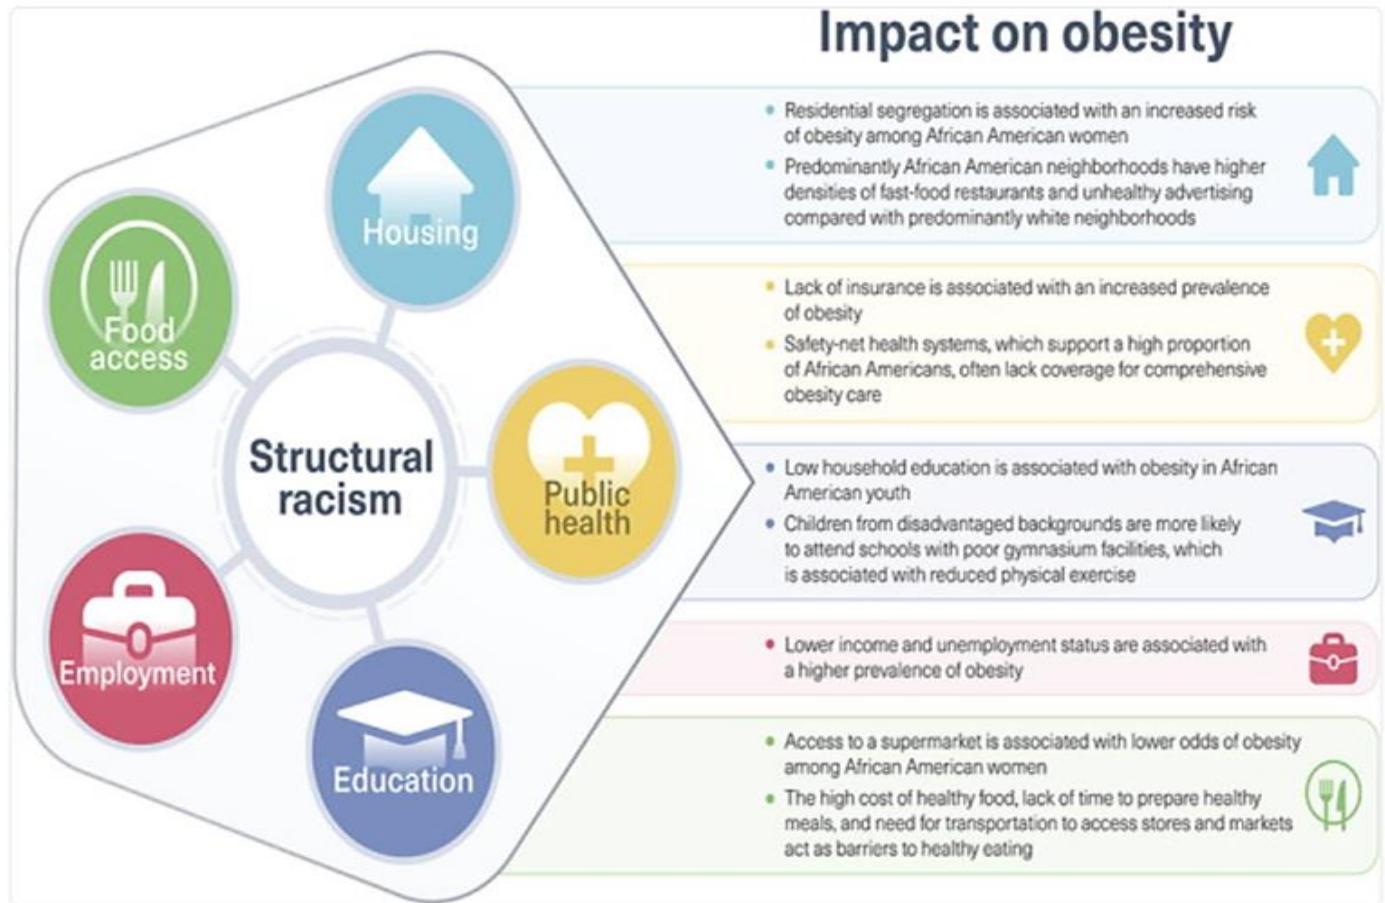 Impact on obesity
Housing
Food
access
Structural
racism
Public
health
Employment
Education
Residential segregation is associated with an increased risk
of obesity among African American women
Predominantly African American neighborhoods have higher
densities of fast-food restaurants and unhealthy advertising
compared with predominantly white neighborhoods
Lack of insurance is associated with an increased prevalence
of obesity
Safety-net health systems, which support a high proportion
of African Americans, often lack coverage for comprehensive
obesity care
Low household education is associated with obesity in African
American youth
Children from disadvantaged backgrounds are more likely
to attend schools with poor gymnasium facilities, which
is associated with reduced physical exercise
Lower income and unemployment status are associated with
a higher prevalence of obesity
Access to a supermarket is associated with lower odds of obesity
among African American women
The high cost of healthy food, lack of time to prepare healthy
meals, and need for transportation to access stores and markets
act as barriers to healthy eating